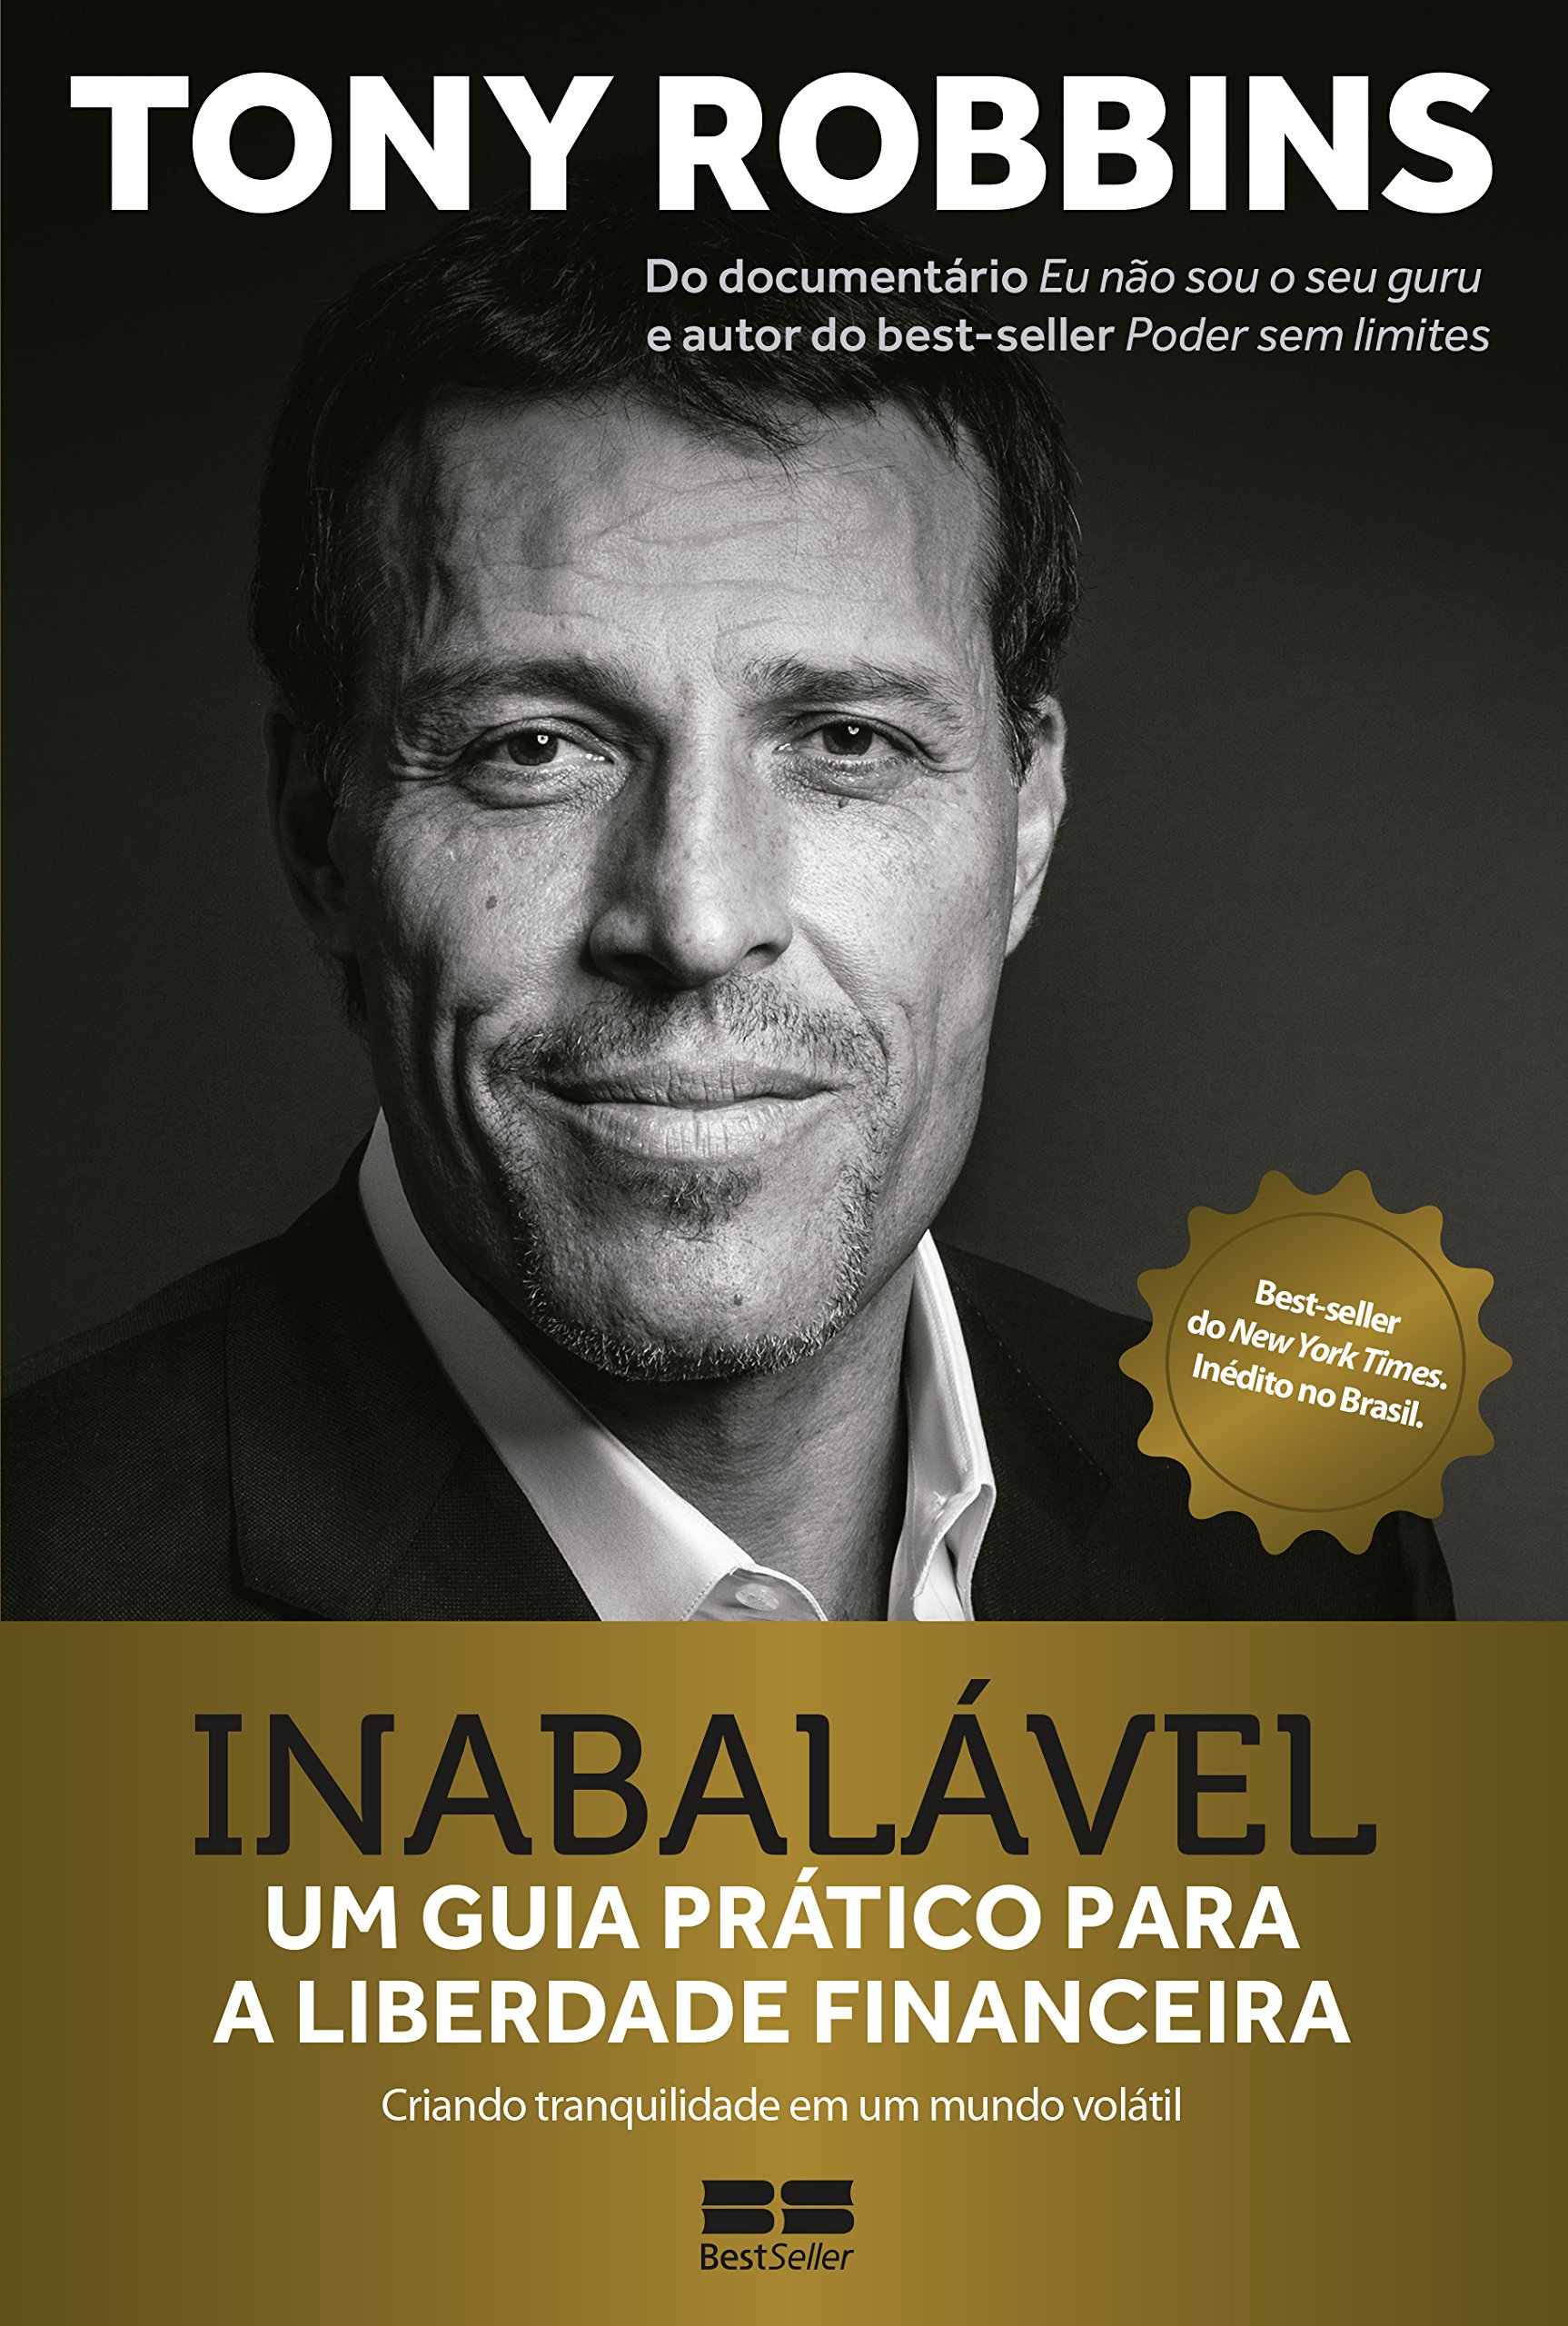 TONY ROBBINS
Do documentário Eu não sou o seu guru
e autor do best-seller Poder sem limites
Best-seller
do New York Times.
Inédito no Brasil.
INABALÁVEL
UM GUIA PRÁTICO PARA
A LIBERDADE FINANCEIRA
Criando tranquilidade em um mundo volátil
BS
BestSeller